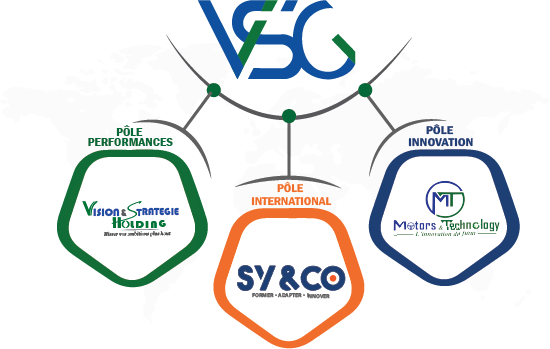 VSG
PÔLE
PERFORMANCES
PÔLE
INNOVATION
PÔLE
INTERNATIONAL
VISION & STRATEGIE
HOLDING
Hisser vos ambitions plus haut
MT
Motors & Technology
L'innovation du futur
SY &CO
FORMER • ADAPTER • INNOVER